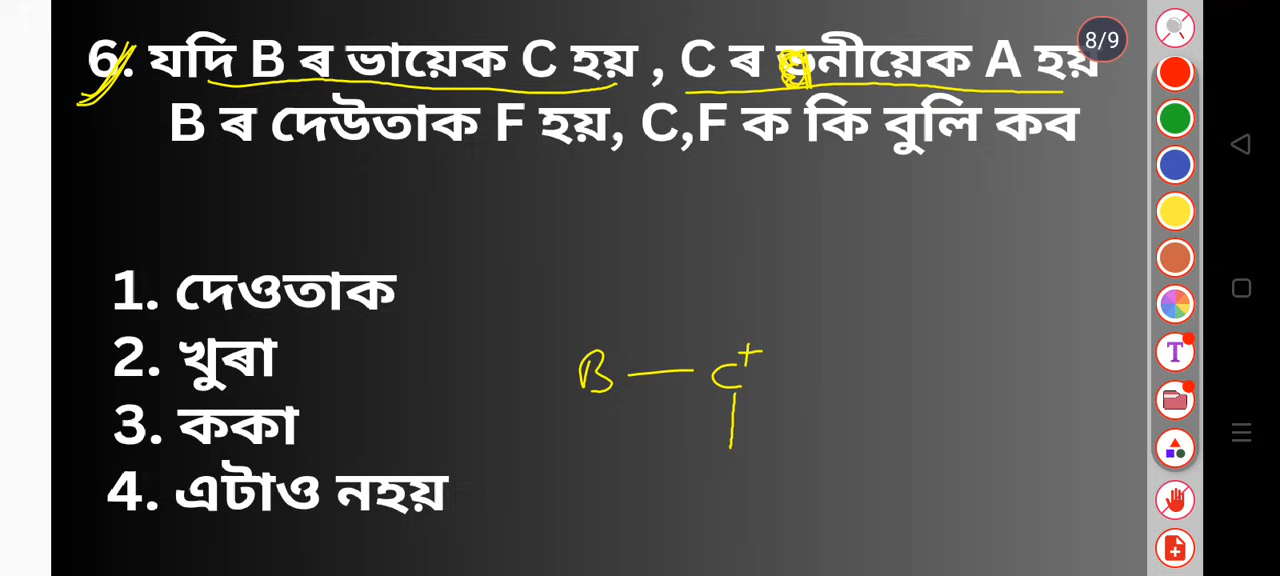 8/9
6. যদি B ৰ ভায়েক C হয় , C ৰ ভনীয়েক A হয়
B ৰ দেউতাক F হয়, C,F ক কি বুলি কব
1. দেওতাক
2. খুৰা
3. ককা
4. এটাও নহয়
B — C+
T